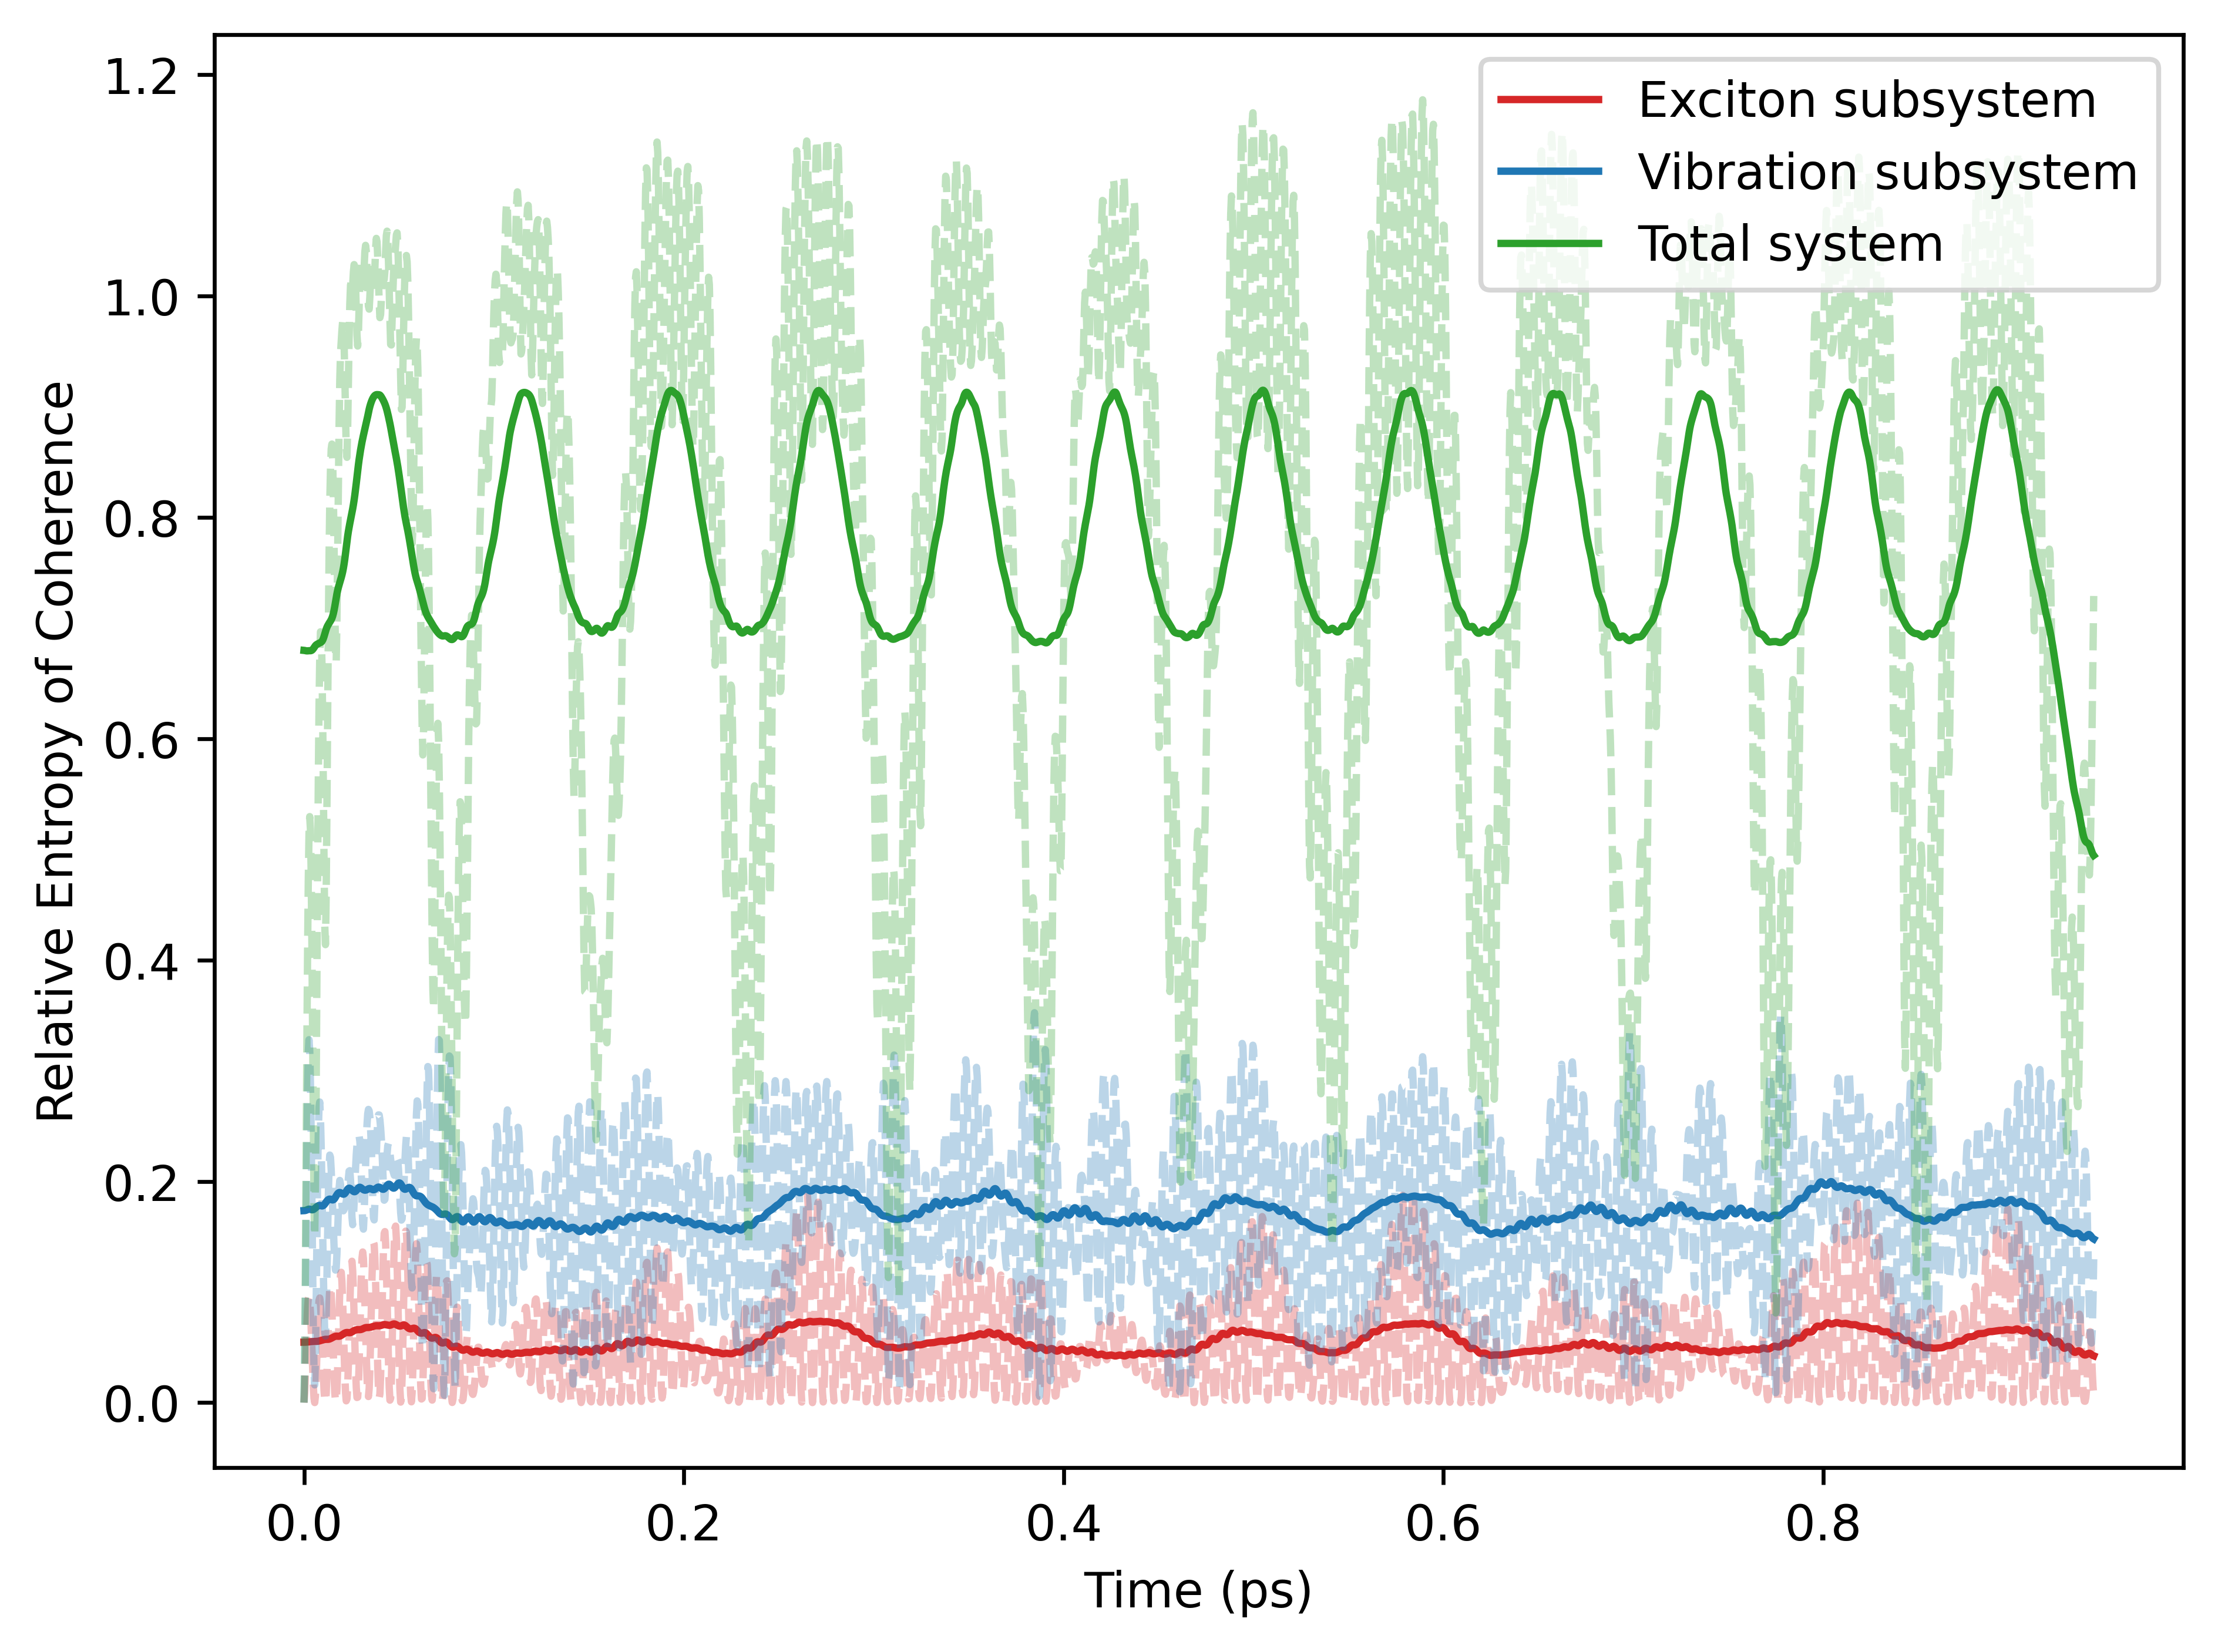 Relative Entropy of Coherence
1.2
1.0
0.8
0.6
0.4
0.2
0.0
Exciton subsystem
Vibration subsystem
Total system
0.0 0.2 0.4 0.6 0.8
Time (ps)